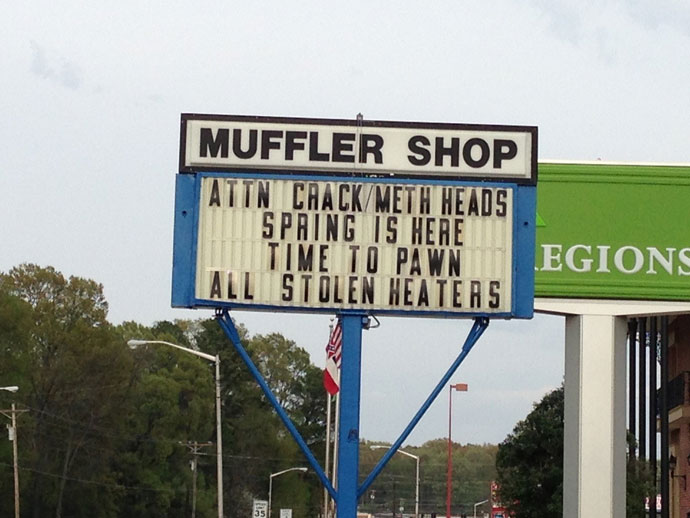 MUFFLER SHOP
ATTN CRACK/METH HEADS
SPRING IS HERE
TIME TO PAWN
ALL STOLEN HEATERS
EGIONS
35